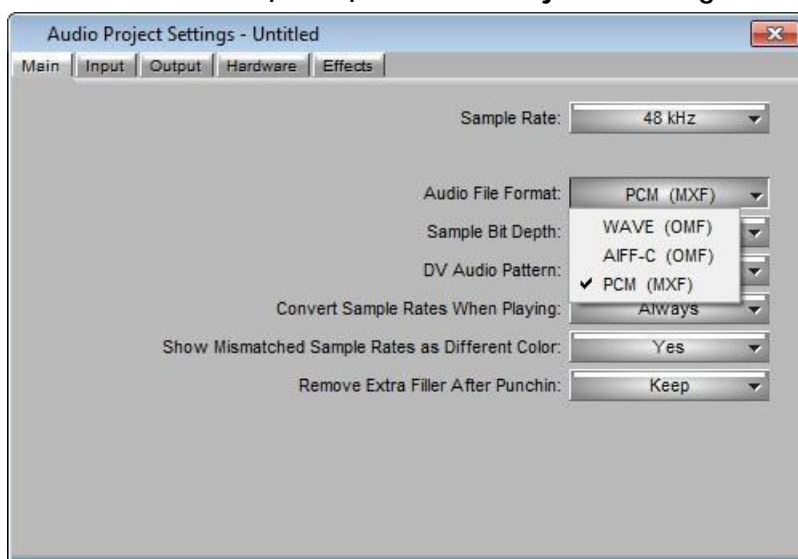 Audio Project Settings - Untitled
Main Input Output Hardware Effects
Sample Rate: 48 kHz
Audio File Format: PCM (MXF)
WAVE (OMF)
Sample Bit Depth:
AIFF-C (OMF)
DV Audio Pattern:
PCM (MXF)
Convert Sample Rates When Playing: Always
Show Mismatched Sample Rates as Different Color: Yes
Remove Extra Filler After Punchin: Keep